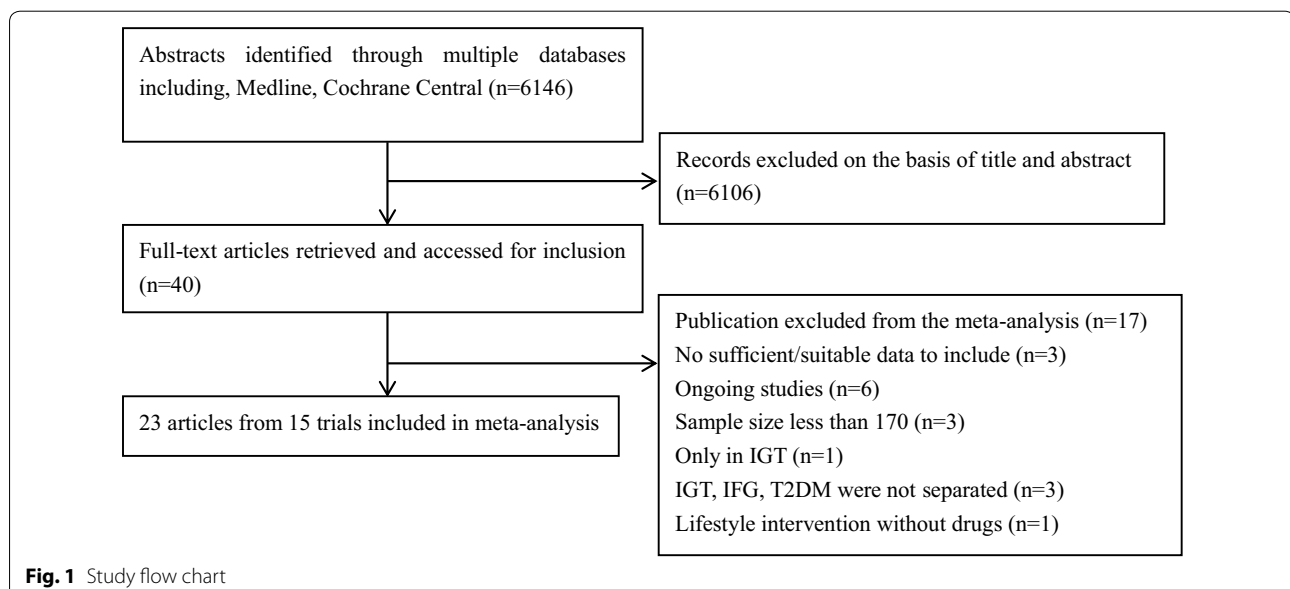 Abstracts identified through multiple databases
including, Medline, Cochrane Central (n=6146)
Records excluded on the basis of title and abstract
(n=6106)
Full-text articles retrieved and accessed for inclusion
(n=40)
Publication excluded from the meta-analysis (n=17)
No sufficient/suitable data to include (n=3)
Ongoing studies (n=6)
Sample size less than 170 (n=3)
Only in IGT (n=1)
IGT, IFG, T2DM were not separated (n=3)
Lifestyle intervention without drugs (n=1)
23 articles from 15 trials included in meta-analysis
Fig. 1 Study flow chart